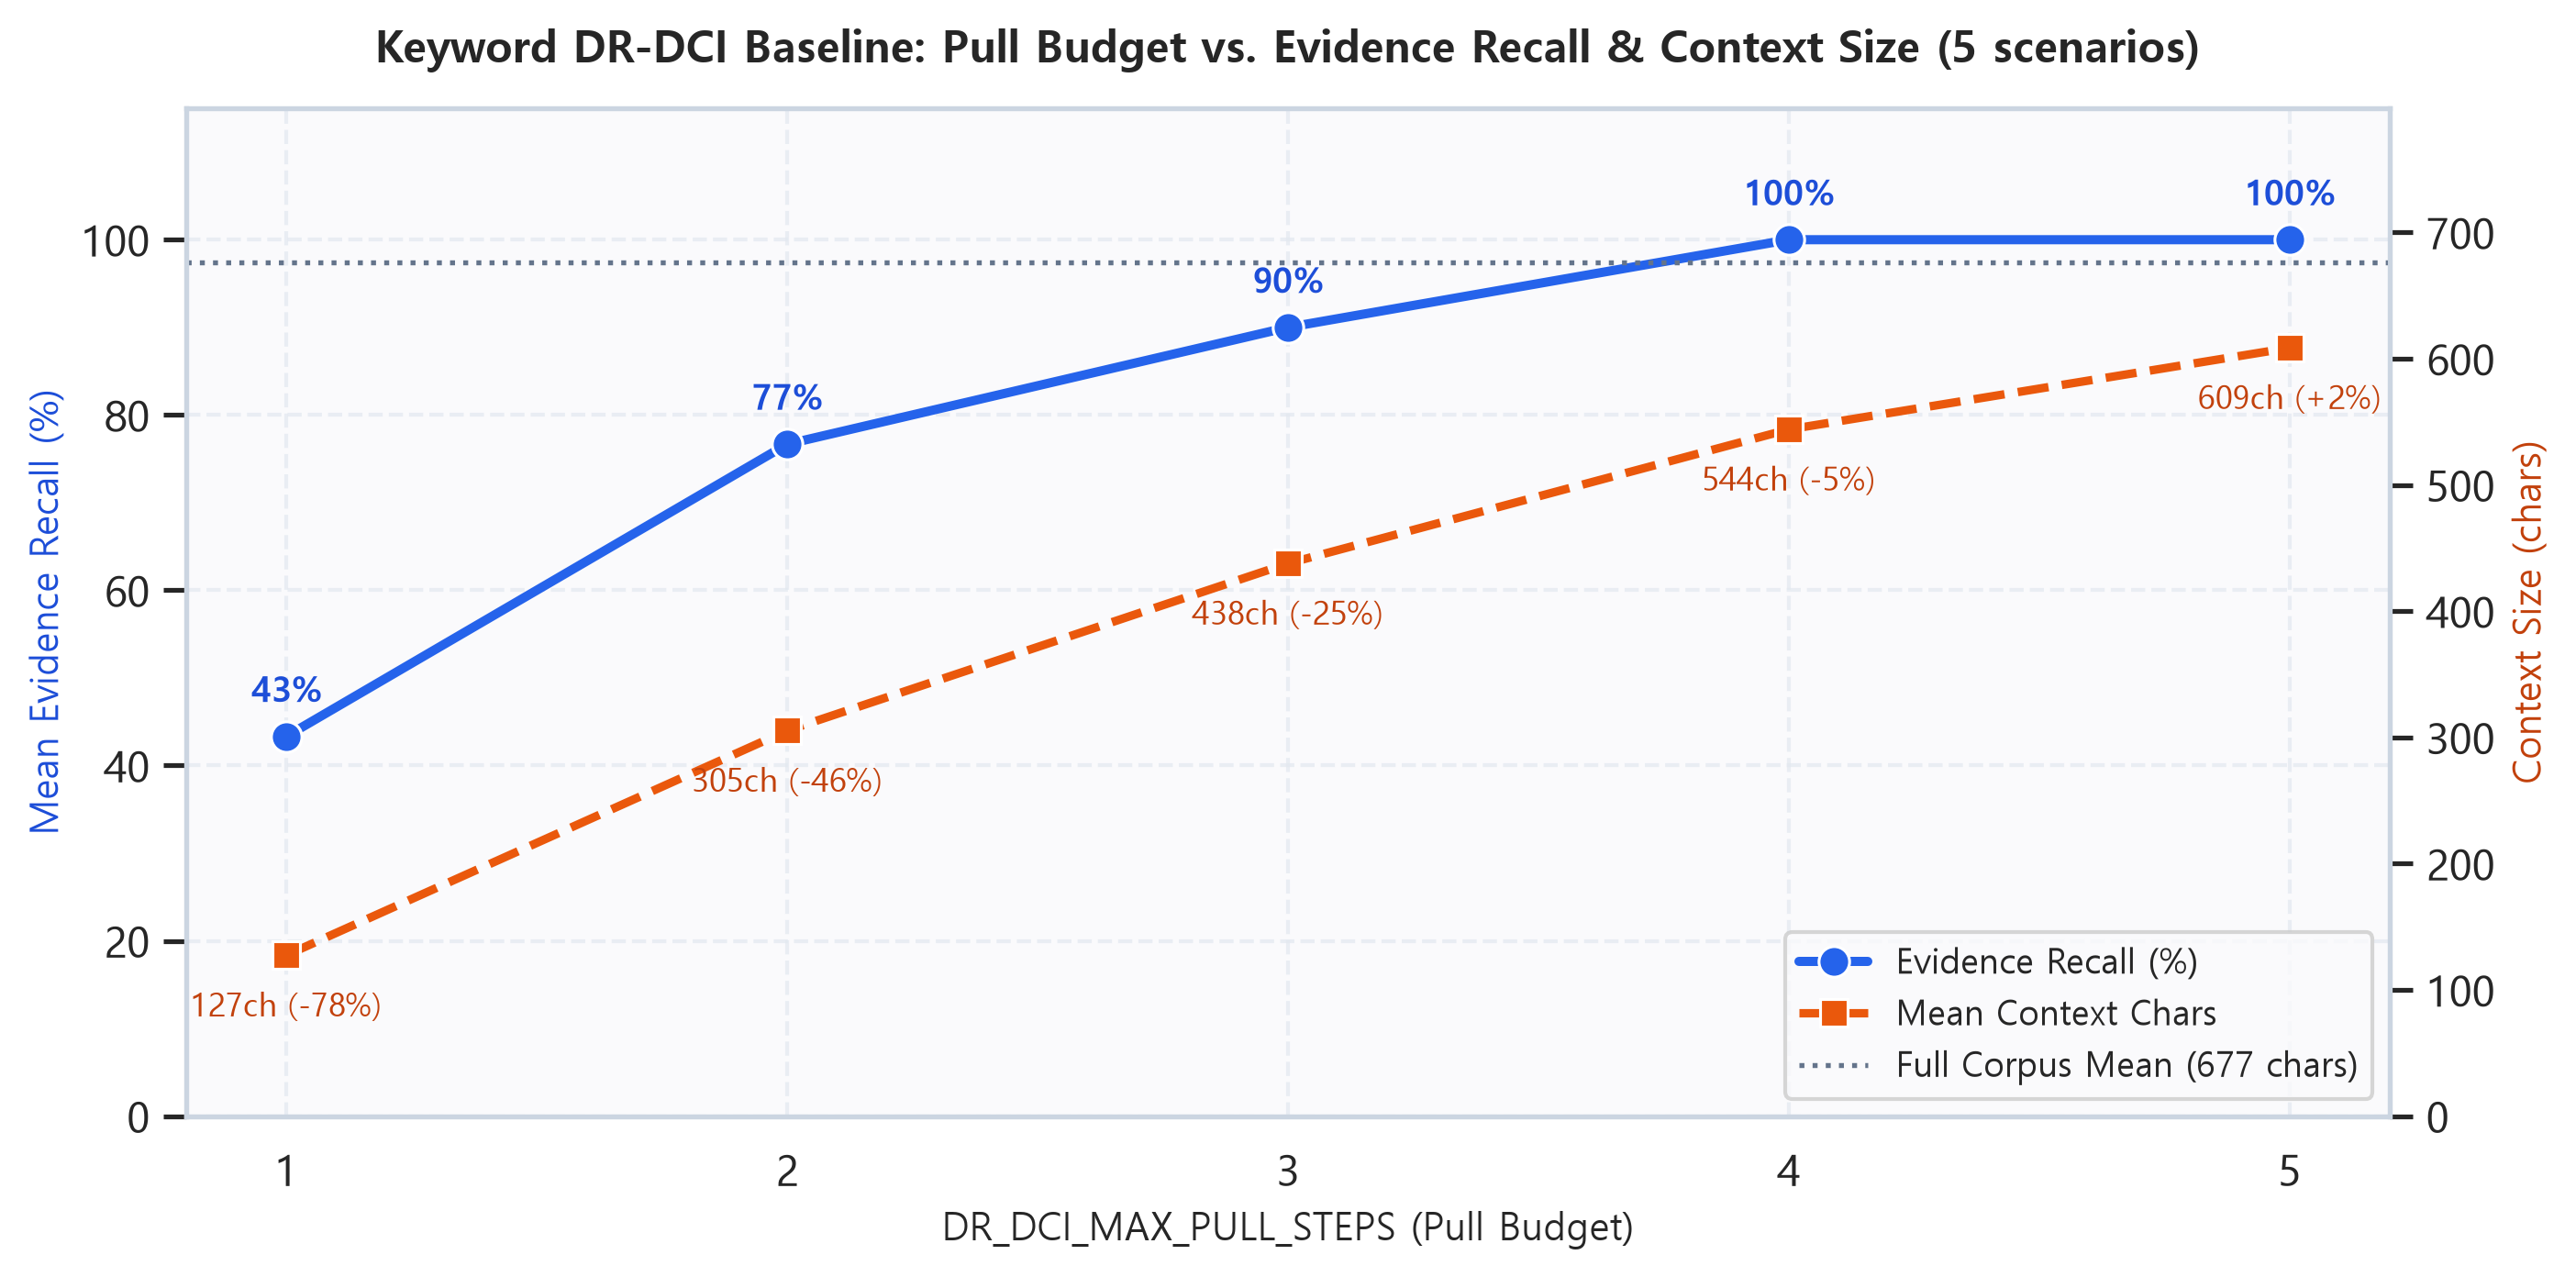 Keyword DR-DCI Baseline: Pull Budget vs. Evidence Recall & Context Size (5 scenarios)
Mean Evidence Recall (%)
100
80
60
40
20
0
43%
77%
90%
100%
100%
127ch (-78%)
305ch (-46%)
438ch (-25%)
544ch (-5%)
609ch (+2%)
700
600
500
400
300
200
100
0
Context Size (chars)
Evidence Recall (%)
Mean Context Chars
Full Corpus Mean (677 chars)
1
2
3
4
5
DR_DCI_MAX_PULL_STEPS (Pull Budget)